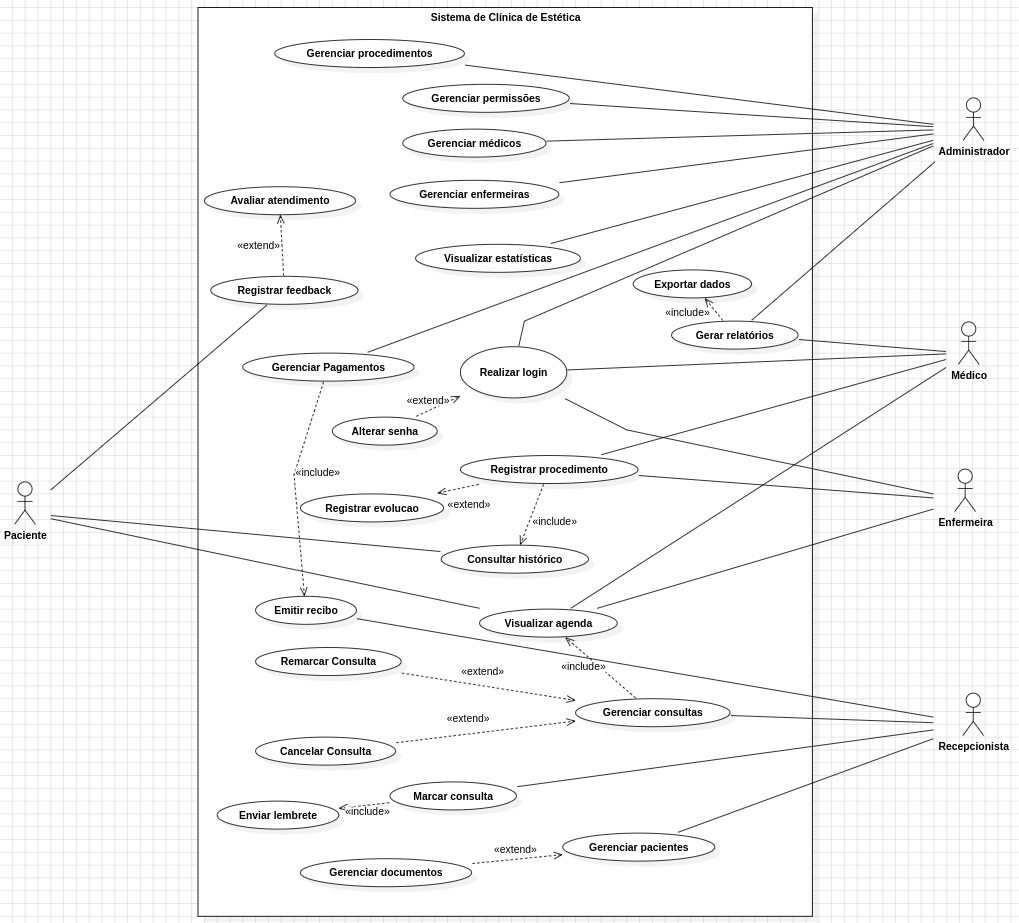 Sistema de Clínica de Estética
Gerenciar procedimentos
Gerenciar permissões
Gerenciar médicos
Administrador
Gerenciar enfermeiras
Avaliar atendimento
«extend»
Visualizar estatísticas
Registrar feedback
Exportar dados
«include»
Gerar relatórios
Gerenciar Pagamentos
Realizar login
Médico
«extend»
Alterar senha
Registrar procedimento
«include»
Registrar evolucao
«extend»
«include»
Enfermeira
Paciente
Consultar histórico
Emitir recibo
Visualizar agenda
Remarcar Consulta
«extend»
«include»
Gerenciar consultas
«extend»
Cancelar Consulta
Recepcionista
Marcar consulta
Enviar lembrete
«include»
Gerenciar pacientes
«extend»
Gerenciar documentos